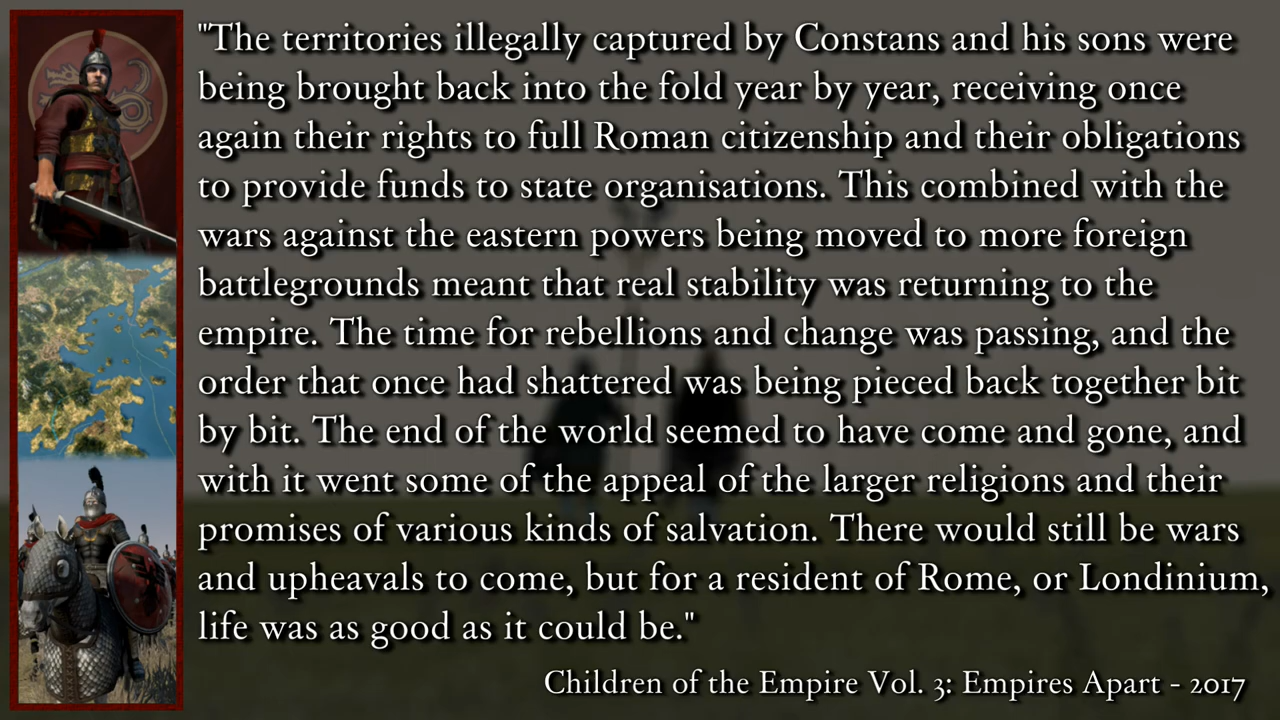 "The territories illegally captured by Constans and his sons were
being brought back into the fold year by year, receiving once
again their rights to full Roman citizenship and their obligations
to provide funds to state organisations. This combined with the
wars against the eastern powers being moved to more foreign
battlegrounds meant that real stability was returning to the
empire. The time for rebellions and change was passing, and the
order that once had shattered was being pieced back together bit
by bit. The end of the world seemed to have come and gone, and
with it went some of the appeal of the larger religions and their
promises of various kinds of salvation. There would still be wars
and upheavals to come, but for a resident of Rome, or Londinium,
life was as good as it could be."
Children of the Empire Vol. 3: Empires Apart - 2017